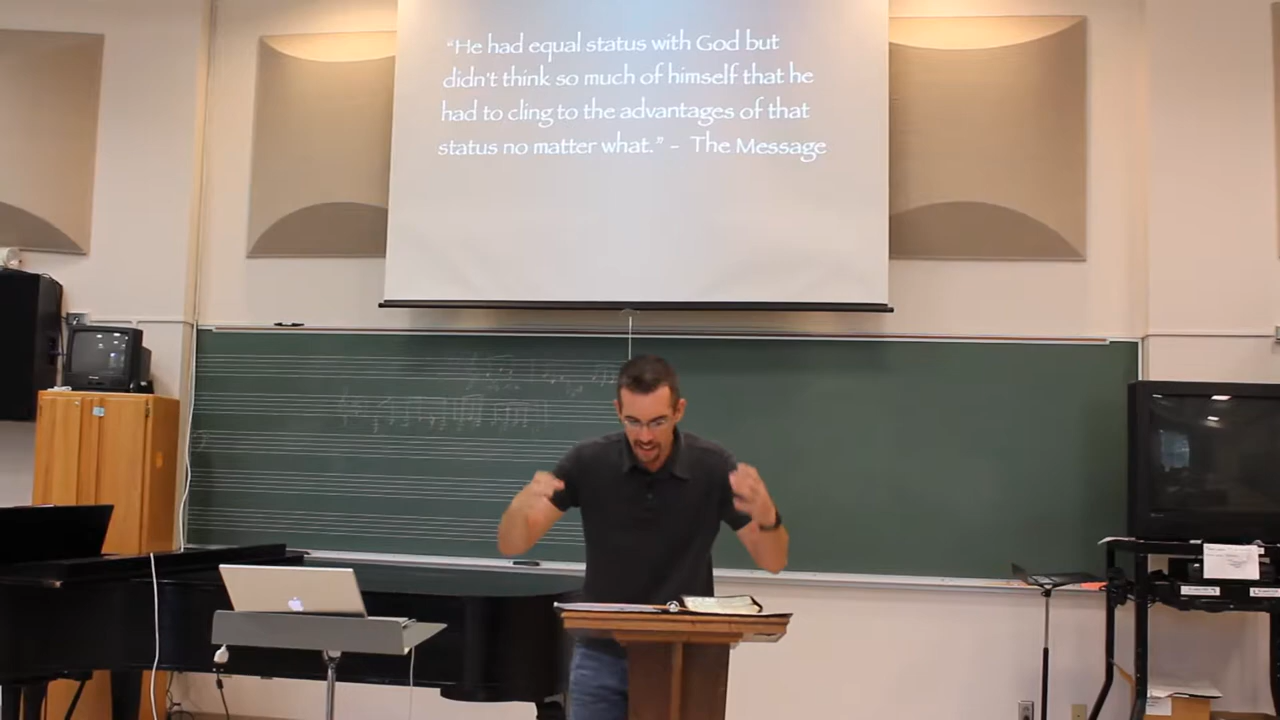 “He had equal status with God but
didn't think so much of himself that he
had to cling to the advantages of that
status no matter what.” - The Message